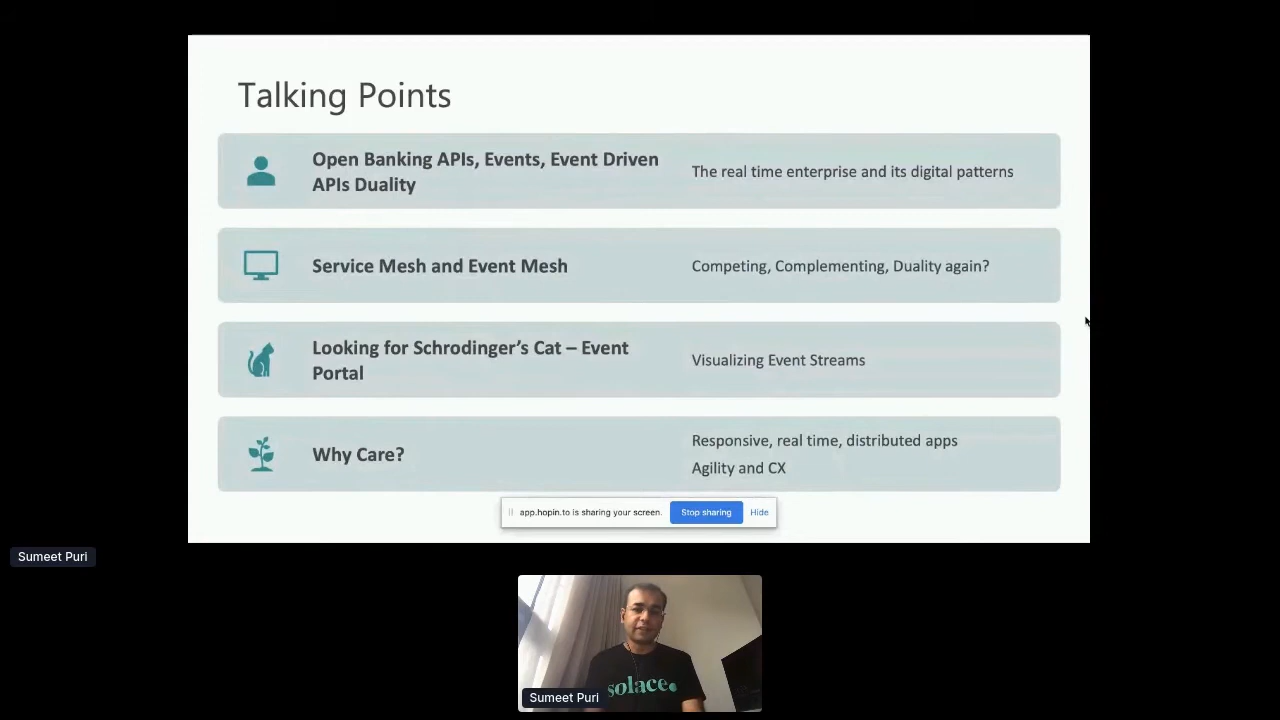 Talking Points
Open Banking APIs, Events, Event Driven
APIs Duality
The real time enterprise and its digital patterns
Service Mesh and Event Mesh
Competing, Complementing, Duality again?
Looking for Schrodinger’s Cat – Event
Portal
Visualizing Event Streams
Why Care?
Responsive, real time, distributed apps
Agility and CX
app.hopin.to is sharing your screen.
Stop sharing
Hide
Sumeet Puri
solace.
Sumeet Puri